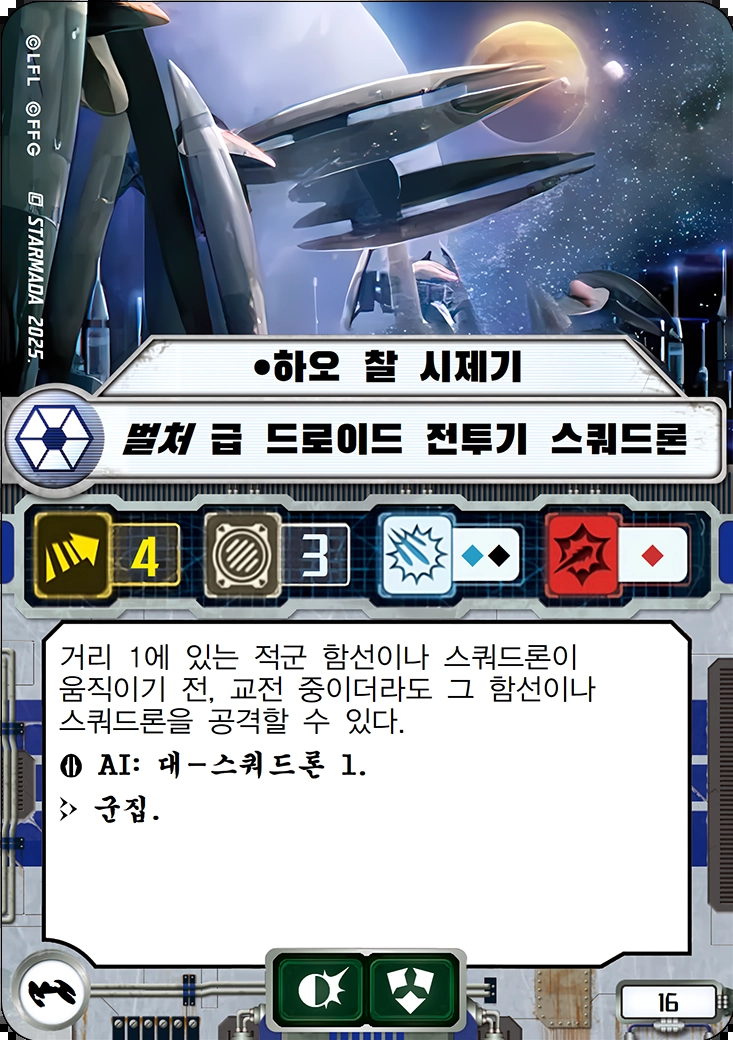 ©LFL ©FFG STARMADA 2025.
•하오 찰 시제기
벌처 급 드로이드 전투기 스쿼드론
4 3
거리 1에 있는 적군 함선이나 스쿼드론이
움직이기 전, 교전 중이더라도 그 함선이나
스쿼드론을 공격할 수 있다.
AI: 대-스쿼드론 1.
군집.
16